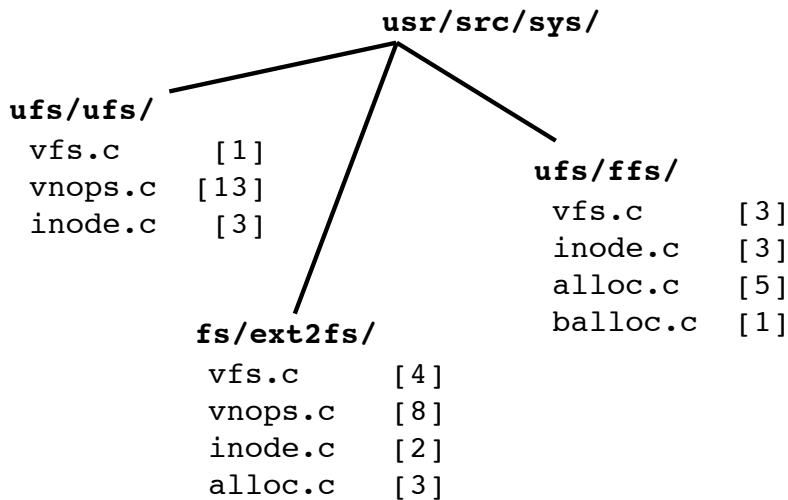 usr/src/sys/
ufs/ufs/
vfs.c [1]
vnops.c [13]
inode.c [3]
ufs/ffs/
vfs.c [3]
inode.c [3]
alloc.c [5]
balloc.c [1]
fs/ext2fs/
vfs.c [4]
vnops.c [8]
inode.c [2]
alloc.c [3]